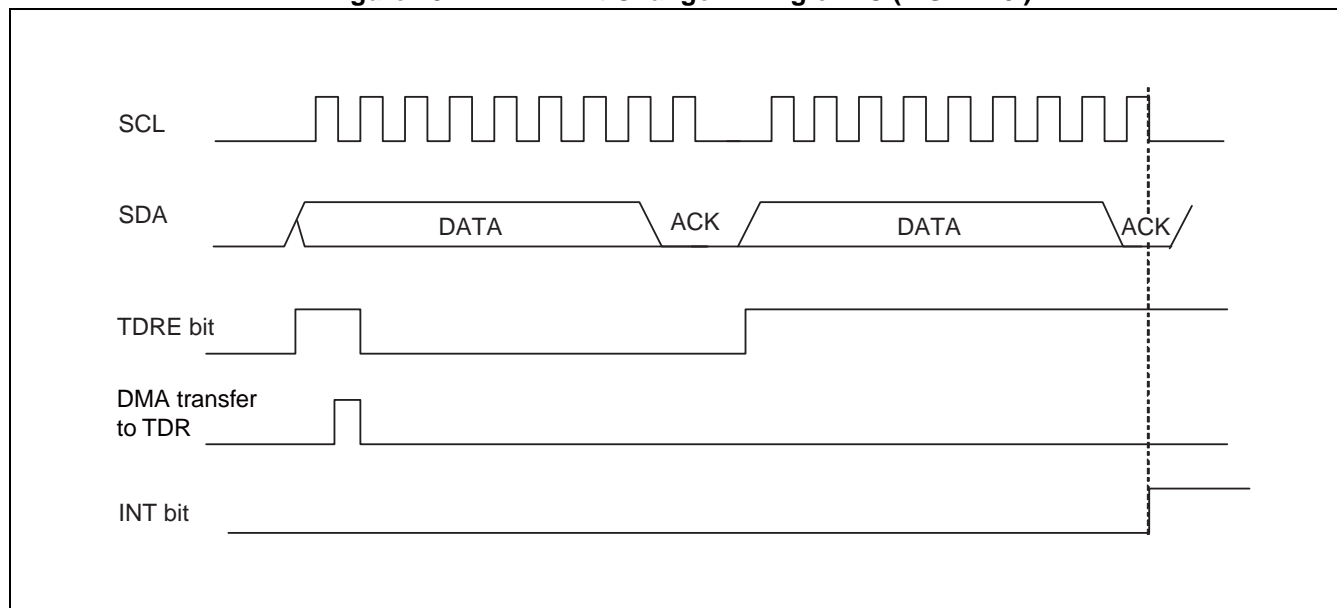 SCL
SDA
DATA
ACK
DATA
ACK
TDRE bit
DMA transfer
to TDR
INT bit